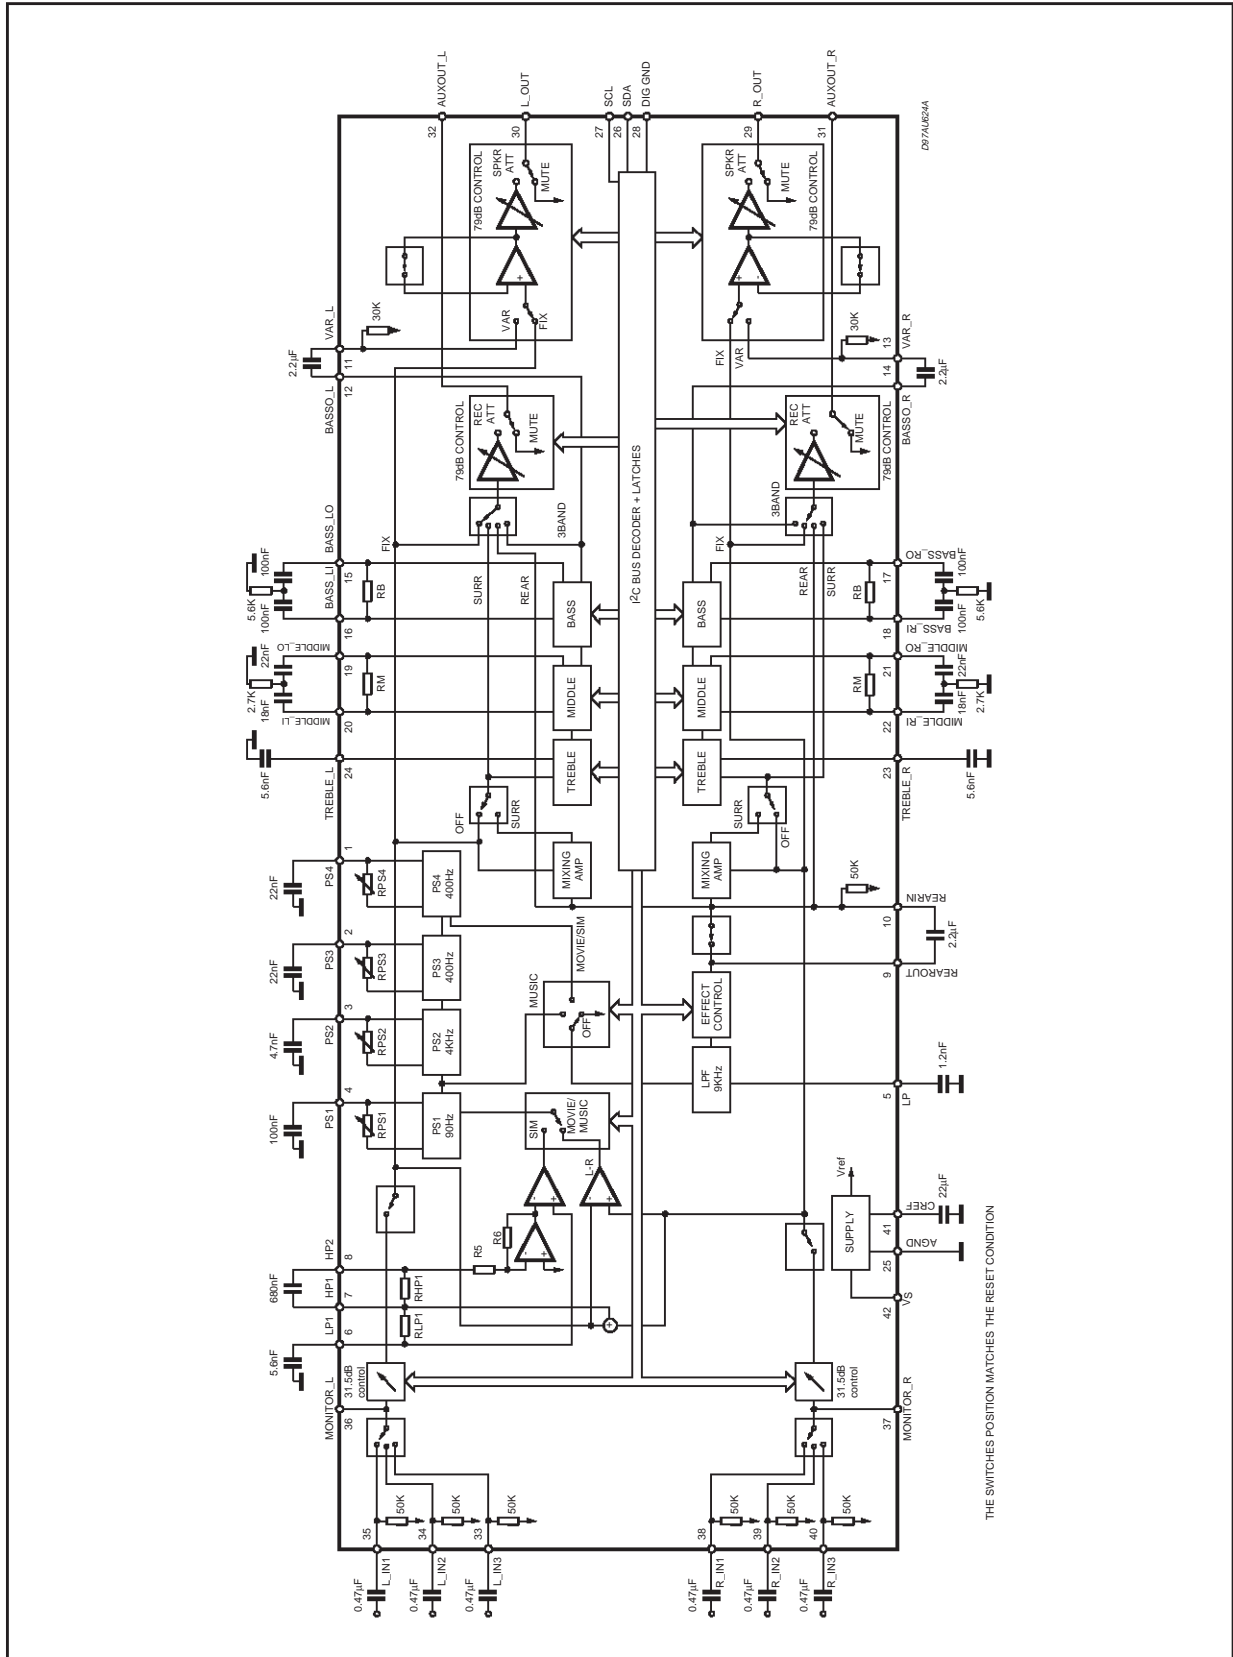 0.47µF
L_IN1
35
50K
0.47µF
L_IN2
34
50K
0.47µF
L_IN3
33
50K
0.47µF
R_IN1
38
50K
0.47µF
R_IN2
39
50K
0.47µF
R_IN3
40
50K
MONITOR_L
36
31.5dB
control
5.6nF
LP1
6
RLP1
680nF
HP1
7
HP2
8
RHP1
R5
R6
-
+
-
+
L-R
-
+
+
SIM
MOVIE/
MUSIC
100nF
PS1
4
RPS1
PS1
90Hz
4.7nF
PS2
3
RPS2
PS2
4KHz
22nF
PS3
2
RPS3
PS3
400Hz
22nF
PS4
1
RPS4
PS4
400Hz
MUSIC
OFF
MOVIE/SIM
OFF
SURR
MIXING
AMP
5.6nF
TREBLE_L
24
TREBLE
2.7K
18nF
22nF
MIDDLE_LI
20
MIDDLE_LO
19
RM
MIDDLE
5.6K
100nF
100nF
BASS_LI
16
BASS_LO
15
RB
BASS
FIX
SURR
REAR
3BAND
79dB CONTROL
REC
ATT
MUTE
BASSO_L
12
2.2µF
VAR_L
11
30K
VAR
FIX
+
79dB CONTROL
SPKR
ATT
MUTE
AUXOUT_L
32
L_OUT
30
SCL
27
SDA
26
DIG GND
28
R_OUT
29
AUXOUT_R
31
I2C BUS DECODER + LATCHES
MONITOR_R
37
31.5dB
control
SUPPLY
Vref
VS
42
AGND
25
CREF
41
22µF
LP
5
1.2nF
LPF
9KHz
EFFECT
CONTROL
REAROUT
9
2.2µF
REARIN
10
50K
MIXING
AMP
SURR
OFF
TREBLE
TREBLE_R
23
5.6nF
MIDDLE
RM
MIDDLE_RI
22
MIDDLE_RO
21
18nF
22nF
2.7K
BASS
RB
BASS_RI
18
BASS_RO
17
100nF
100nF
5.6K
FIX
REAR
SURR
3BAND
79dB CONTROL
REC
ATT
MUTE
BASSO_R
14
2.2µF
VAR_R
13
30K
FIX
VAR
+
-
79dB CONTROL
SPKR
ATT
MUTE
D97AU624A
THE SWITCHES POSITION MATCHES THE RESET CONDITION